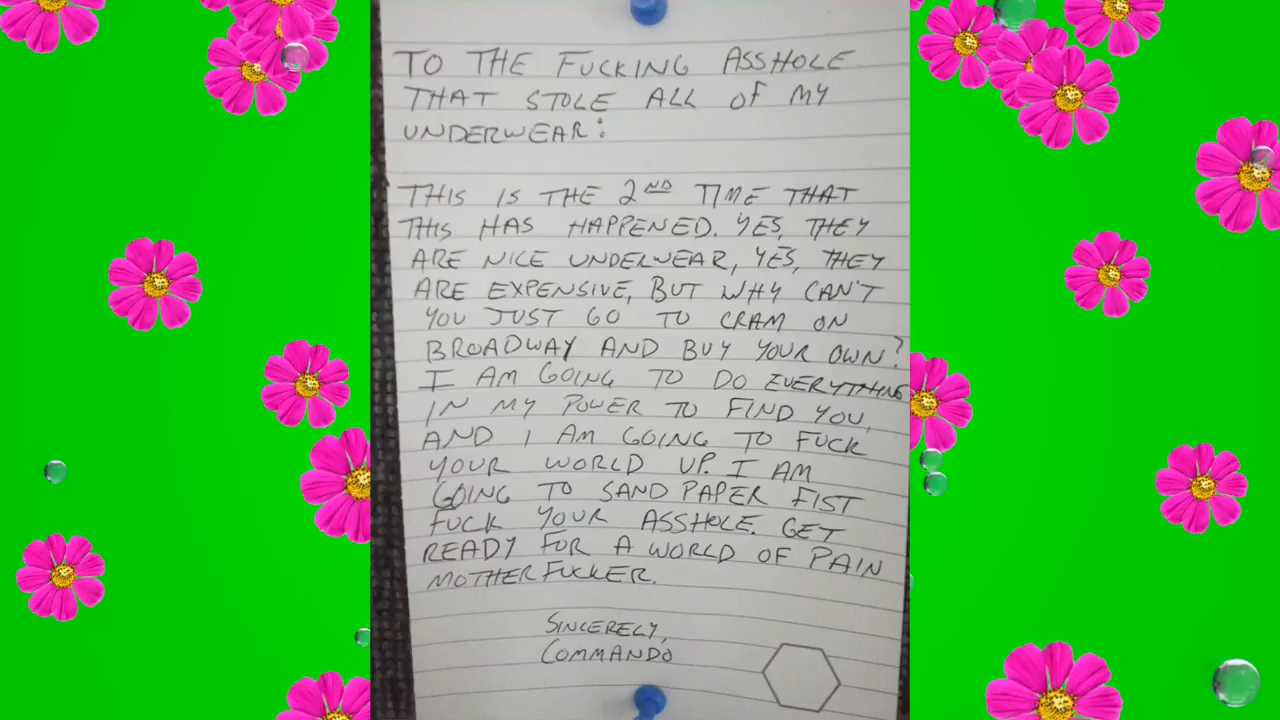 TO THE FUCKING ASSHOLE
THAT STOLE ALL OF MY
UNDERWEAR:
THIS IS THE 2ND TIME THAT
THIS HAS HAPPENED. YES, THEY
ARE NICE UNDERWEAR, YES, THEY
ARE EXPENSIVE, BUT WHY CAN'T
YOU JUST GO TO CRAM ON
BROADWAY AND BUY YOUR OWN?
I AM GOING TO DO EVERYTHING
IN MY POWER TO FIND YOU,
AND I AM GOING TO FUCK
YOUR WORLD UP. I AM
GOING TO SAND PAPER FIST
FUCK YOUR ASSHOLE. GET
READY FOR A WORLD OF PAIN
MOTHERFUCKER.
SINCERELY,
COMMANDO